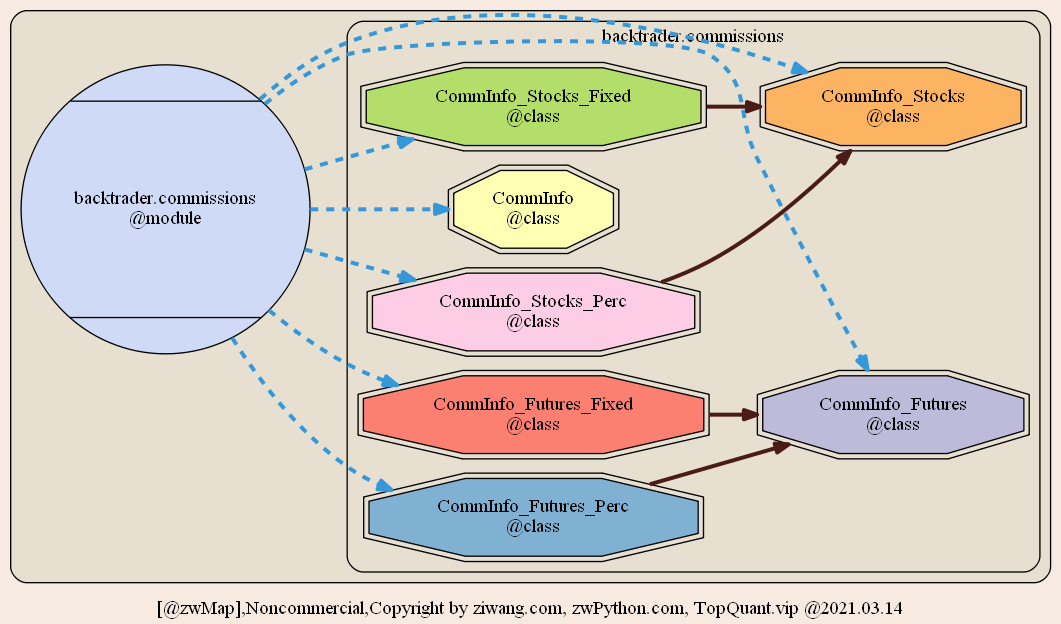 backtrader.commissions
backtrader.commissions
@module
CommInfo_Stocks_Fixed
@class
CommInfo_Stocks
@class
CommInfo
@class
CommInfo_Stocks_Perc
@class
CommInfo_Futures_Fixed
@class
CommInfo_Futures
@class
CommInfo_Futures_Perc
@class
[@zwMap],Noncommercial,Copyright by ziwang.com, zwPython.com, TopQuant.vip @2021.03.14